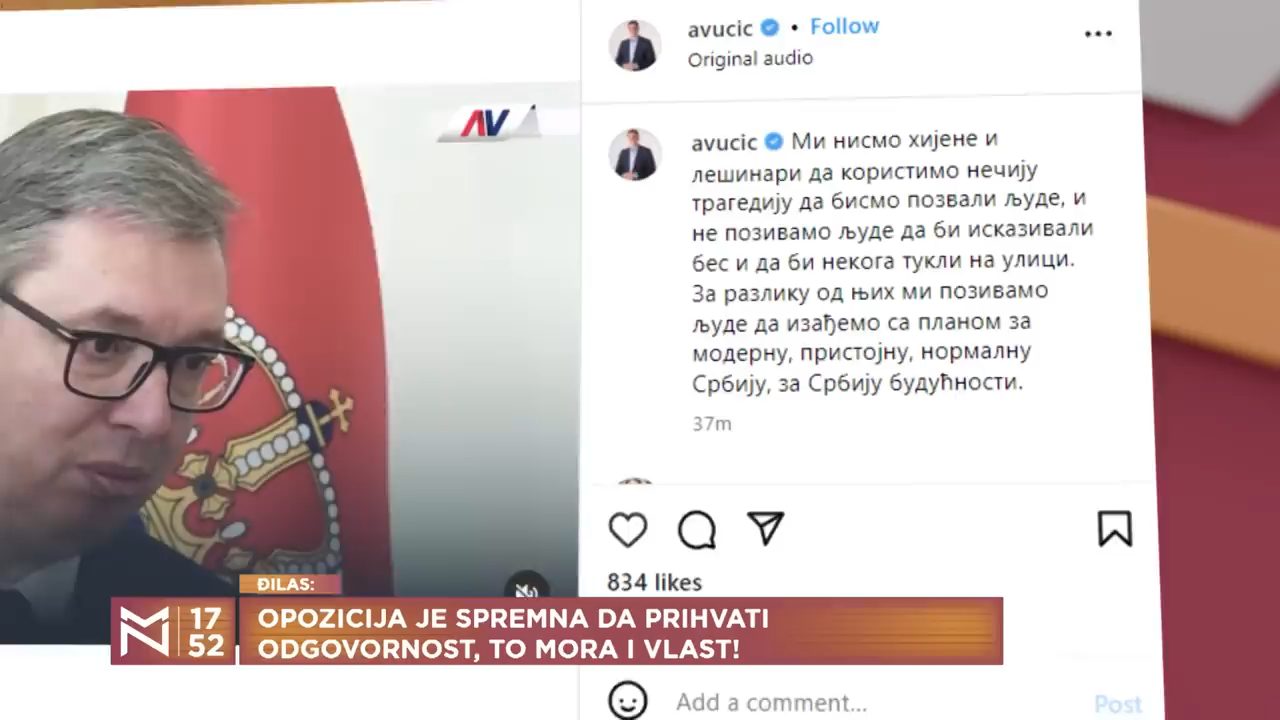 avucic • Follow
Original audio
AV
avucic Ми нисмо хијене и
лешинари да користимо нечију
трагедију да бисмо позвали људе, и
не позивамо људе да би исказивали
бес и да би некога тукли на улици.
За разлику од њих ми позивамо
људе да изађемо са планом за
модерну, пристојну, нормалну
Србију, за Србију будућности.
37m
834 likes
ĐILAS:
17
52
OPOZICIJA JE SPREMNA DA PRIHVATI
ODGOVORNOST, TO MORA I VLAST!
Add a comment...
Post